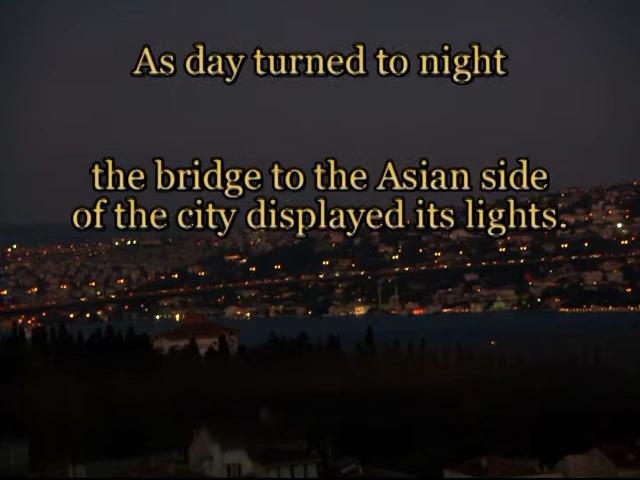 As day turned to night
the bridge to the Asian side
of the city displayed its lights.